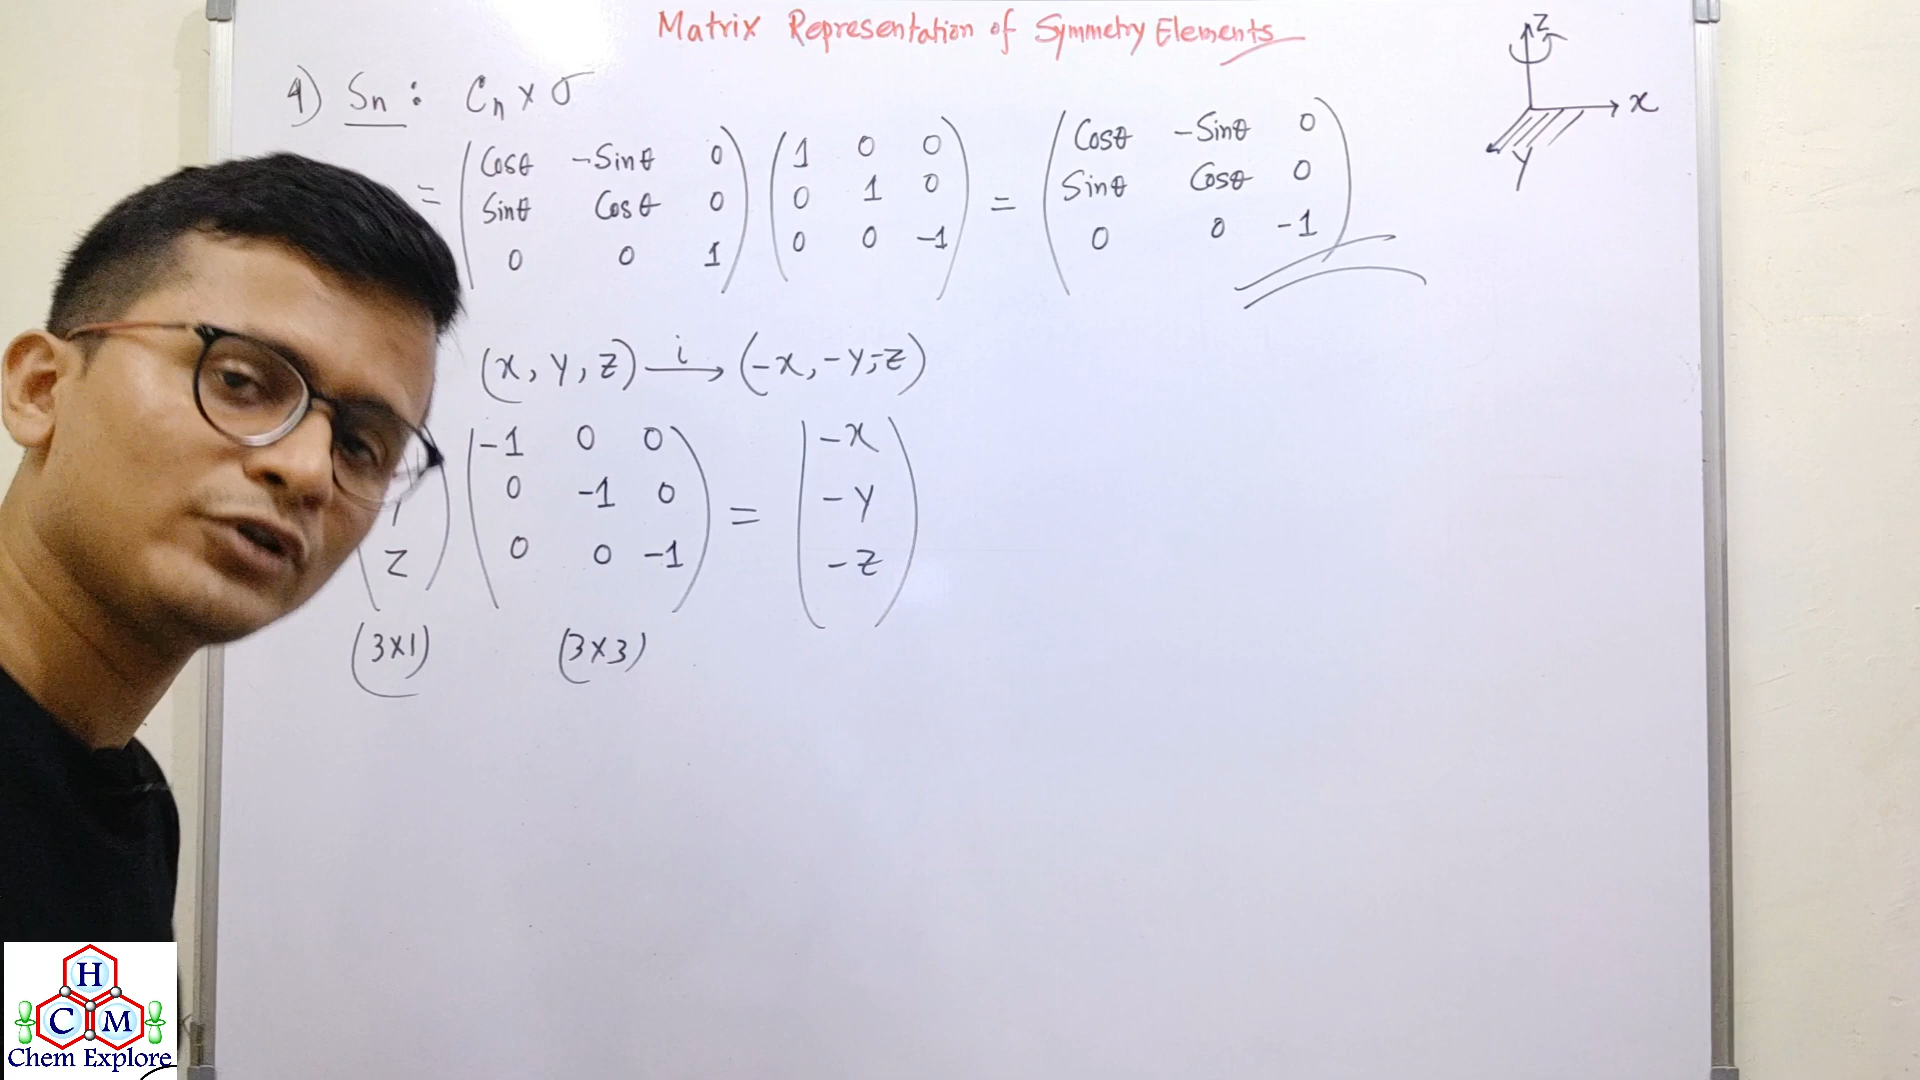 Matrix Representation of Symmetry Elements
Z
x
Y
4) Sn : Cn x σ
= (Cosθ -Sinθ 0) (1 0 0) = (Cosθ -Sinθ 0)
(Sinθ Cosθ 0) (0 1 0) (Sinθ Cosθ 0)
(0 0 1) (0 0 -1) (0 0 -1)
(x, Y, Z) i→ (-x, -Y, -Z)
(-1 0 0) (-x)
(0 -1 0) = (-Y)
Z (0 0 -1) (-Z)
(3x1) (3x3)
H
C M
Chem Explore